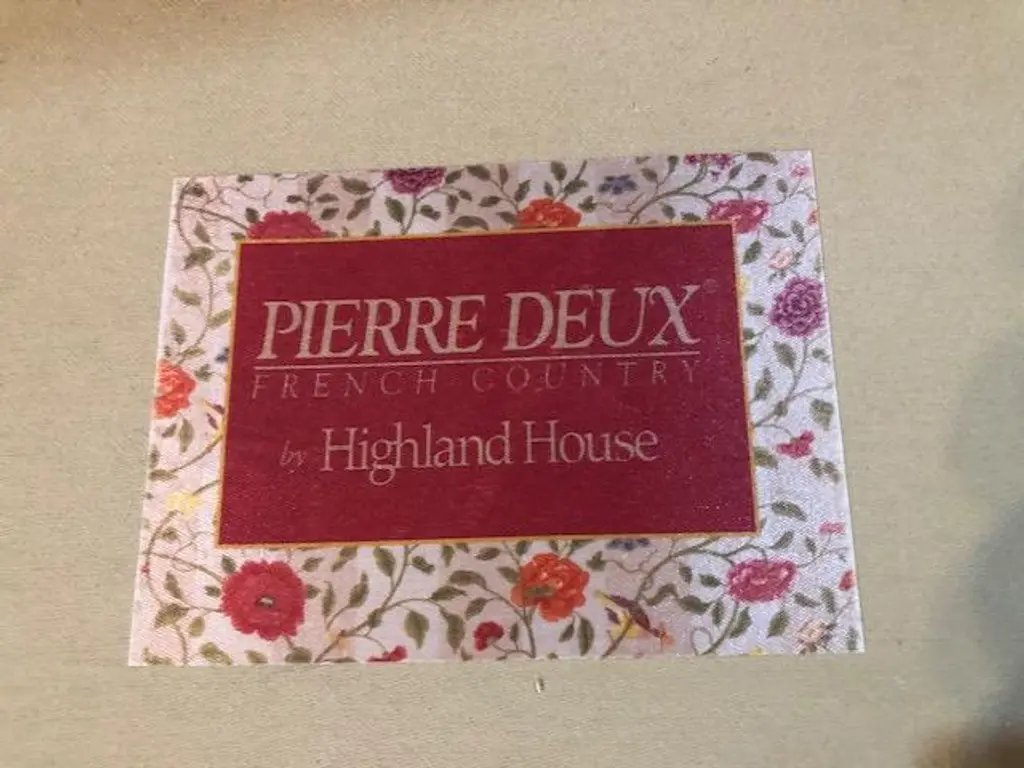 PIERRE DEUX®
FRENCH COUNTRY
by Highland House